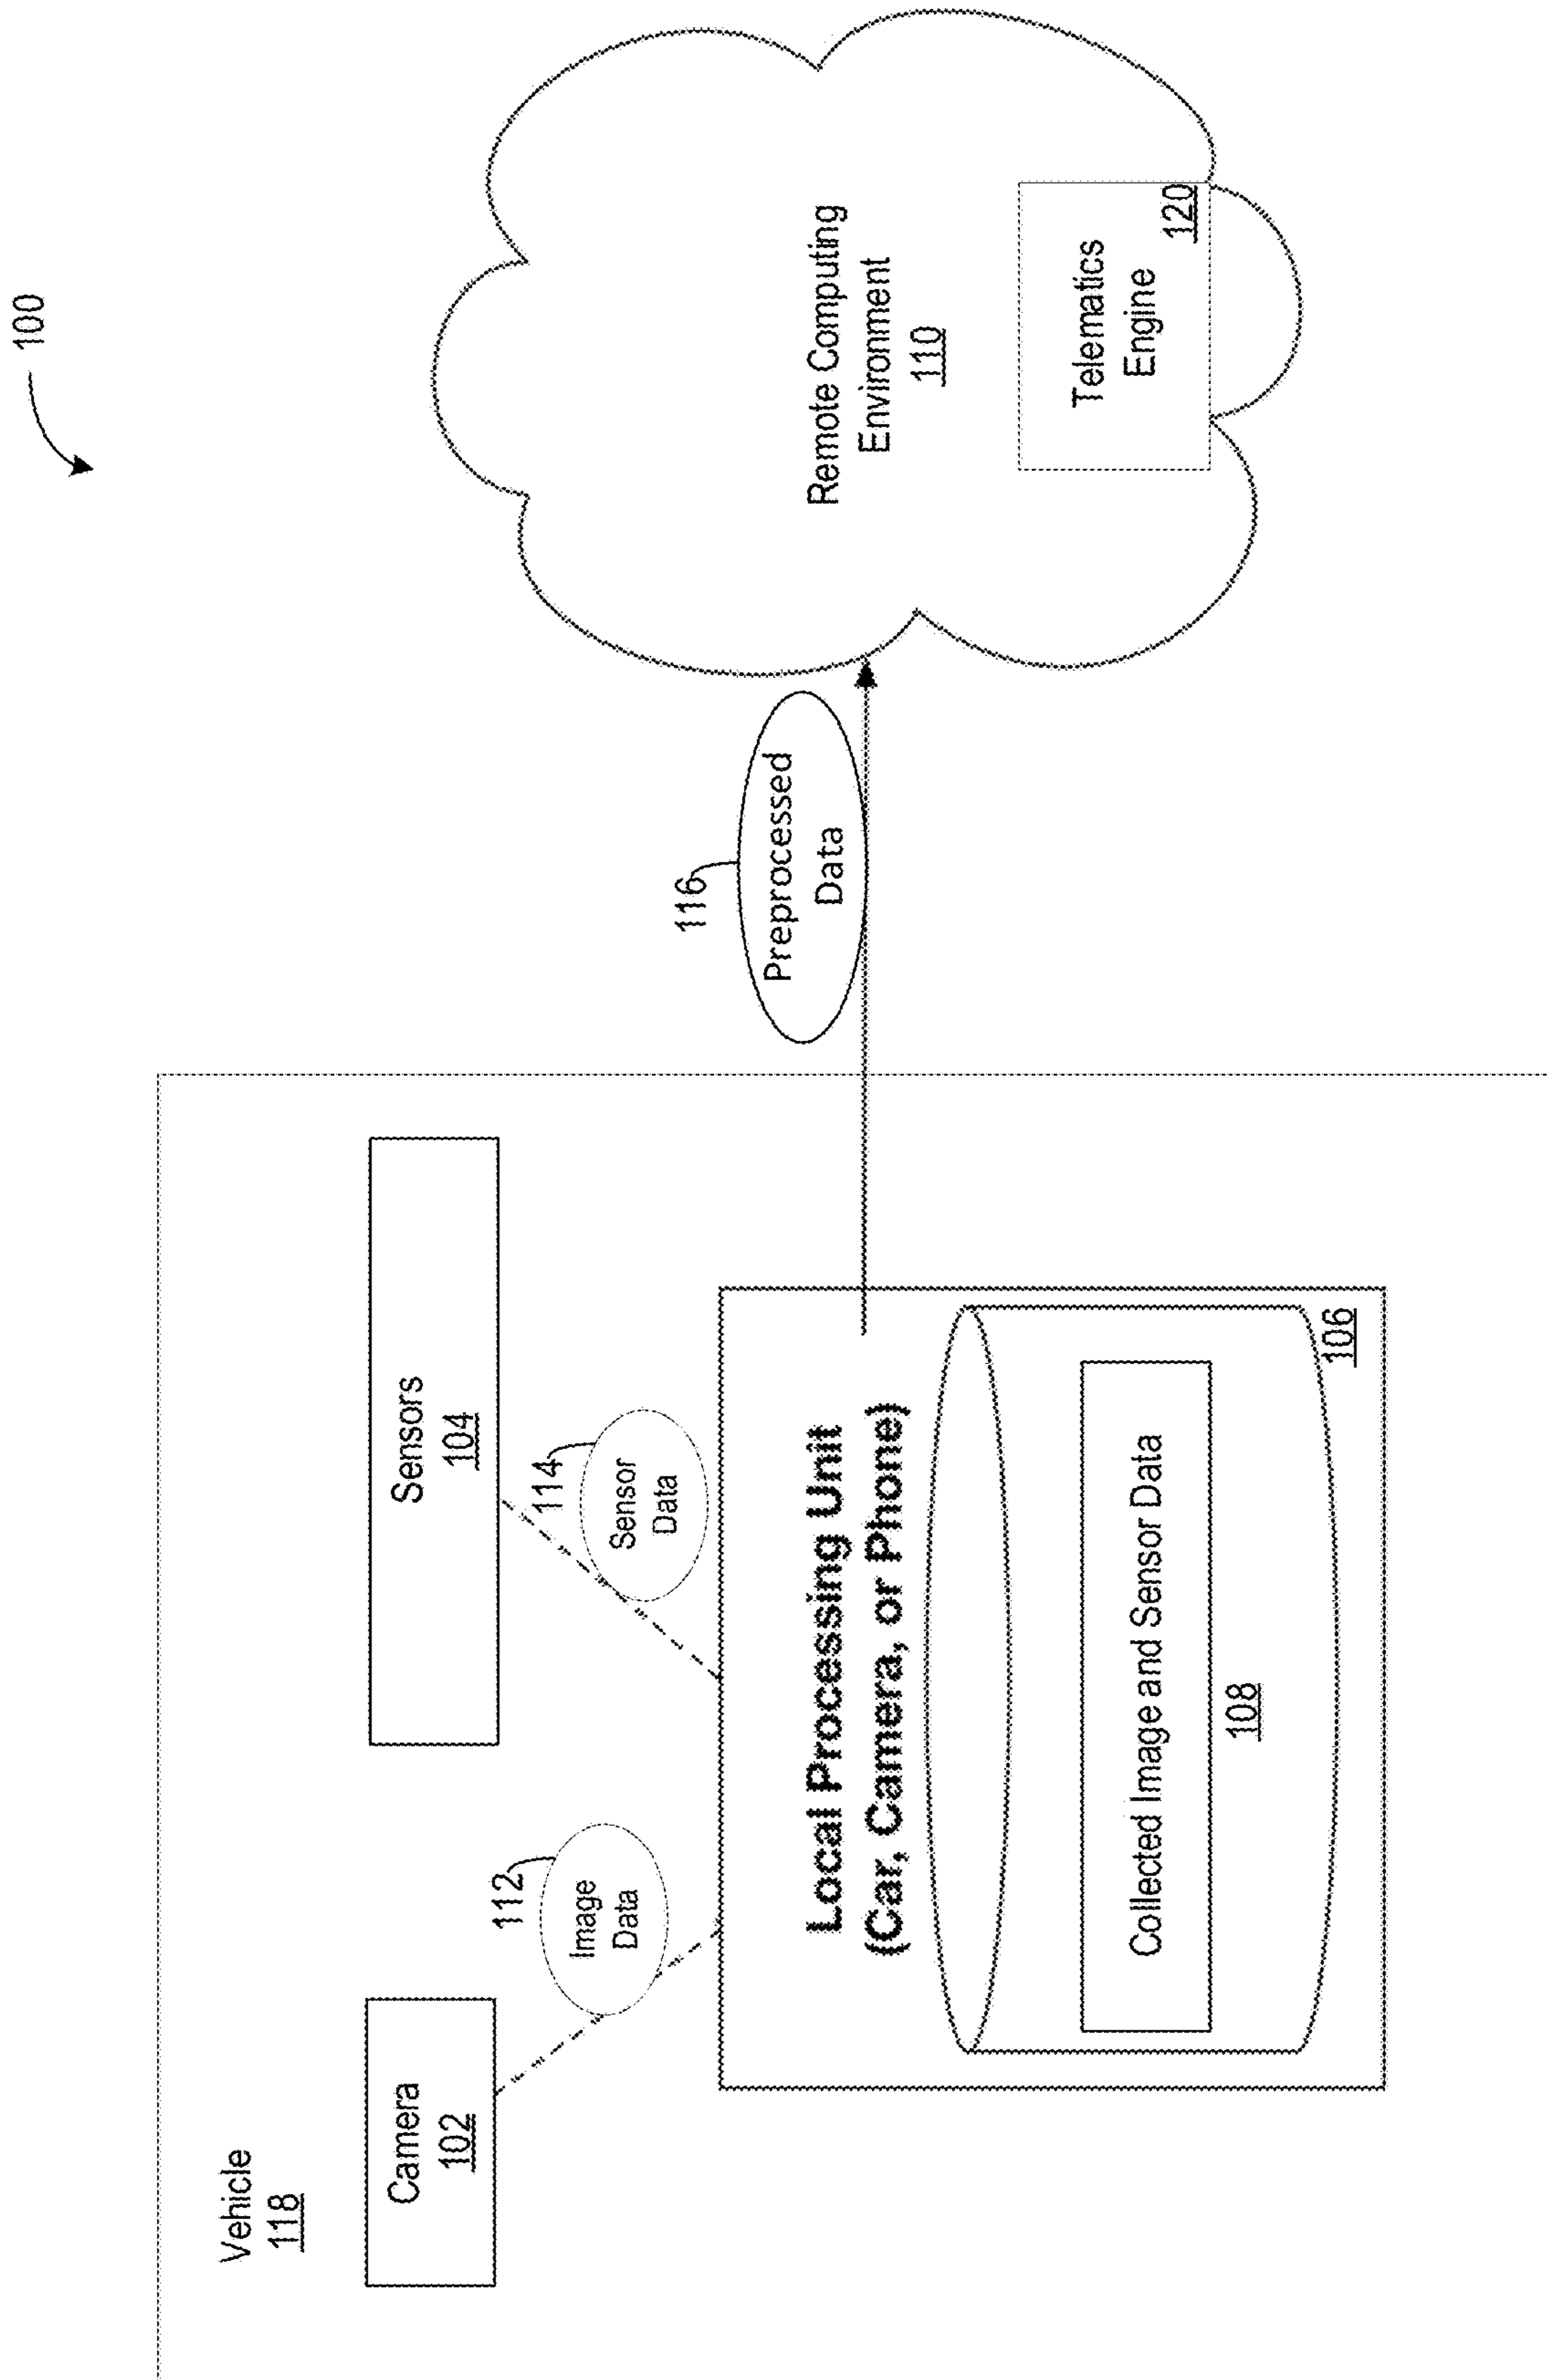 100
Vehicle
118
Camera
102
Sensors
104
112
Image
Data
114
Sensor
Data
Local Processing Unit
(Car, Camera, or Phone)
Collected Image and Sensor Data
108
106
116
Preprocessed
Data
Remote Computing
Environment
110
Telematics
Engine
120